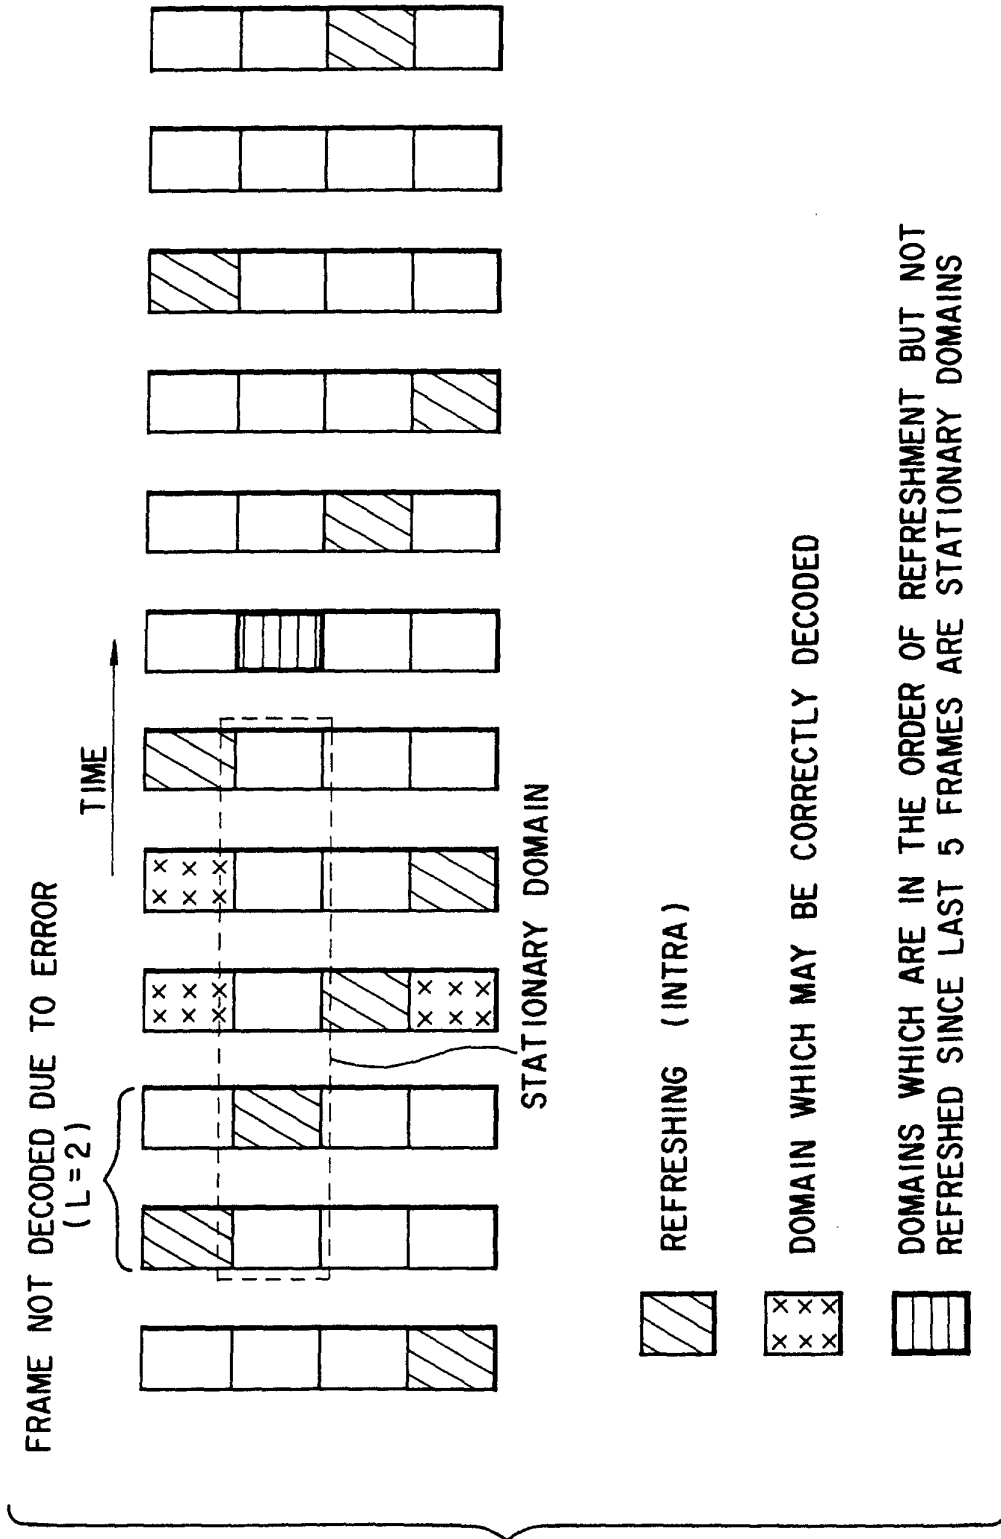 FRAME NOT DECODED DUE TO ERROR
(L=2)
TIME
STATIONARY DOMAIN
REFRESHING (INTRA)
DOMAIN WHICH MAY BE CORRECTLY DECODED
DOMAINS WHICH ARE IN THE ORDER OF REFRESHMENT BUT NOT
REFRESHED SINCE LAST 5 FRAMES ARE STATIONARY DOMAINS